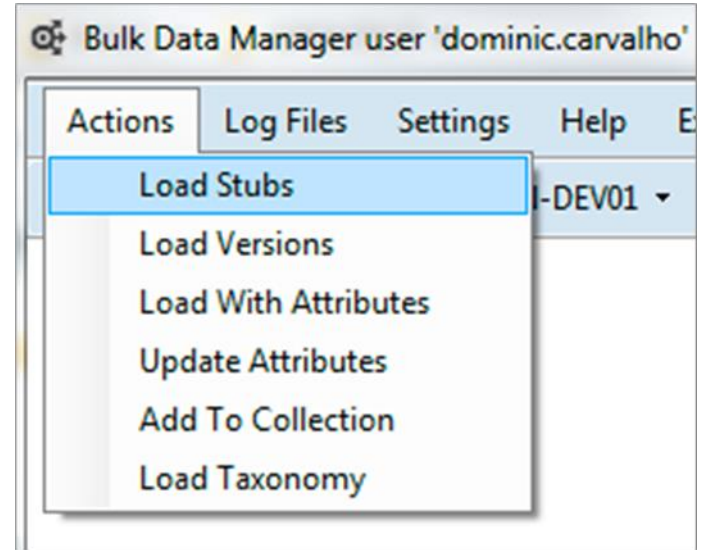 Bulk Data Manager user 'dominic.carvalho'
Actions Log Files Settings Help E
Load Stubs
-DEV01
Load Versions
Load With Attributes
Update Attributes
Add To Collection
Load Taxonomy